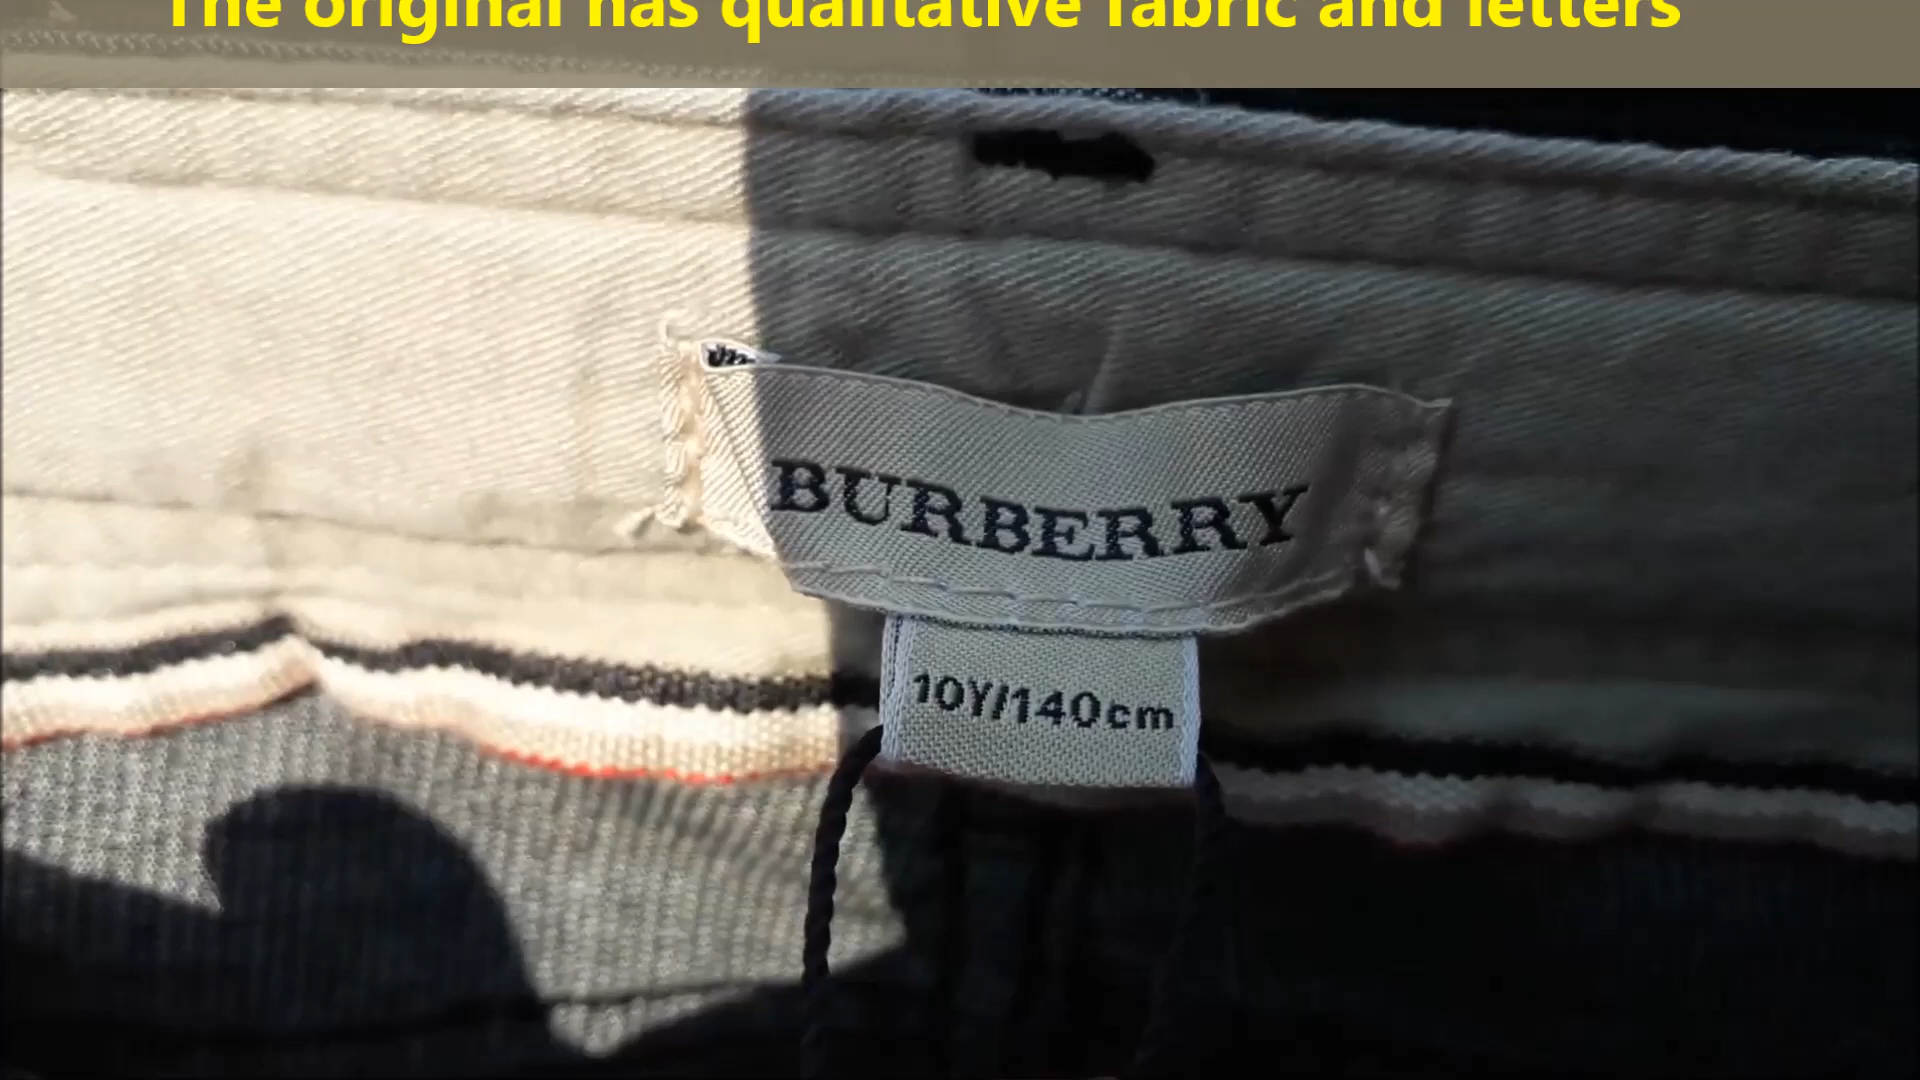 The original has qualitative fabric and letters
BURBERRY
10Y/140cm